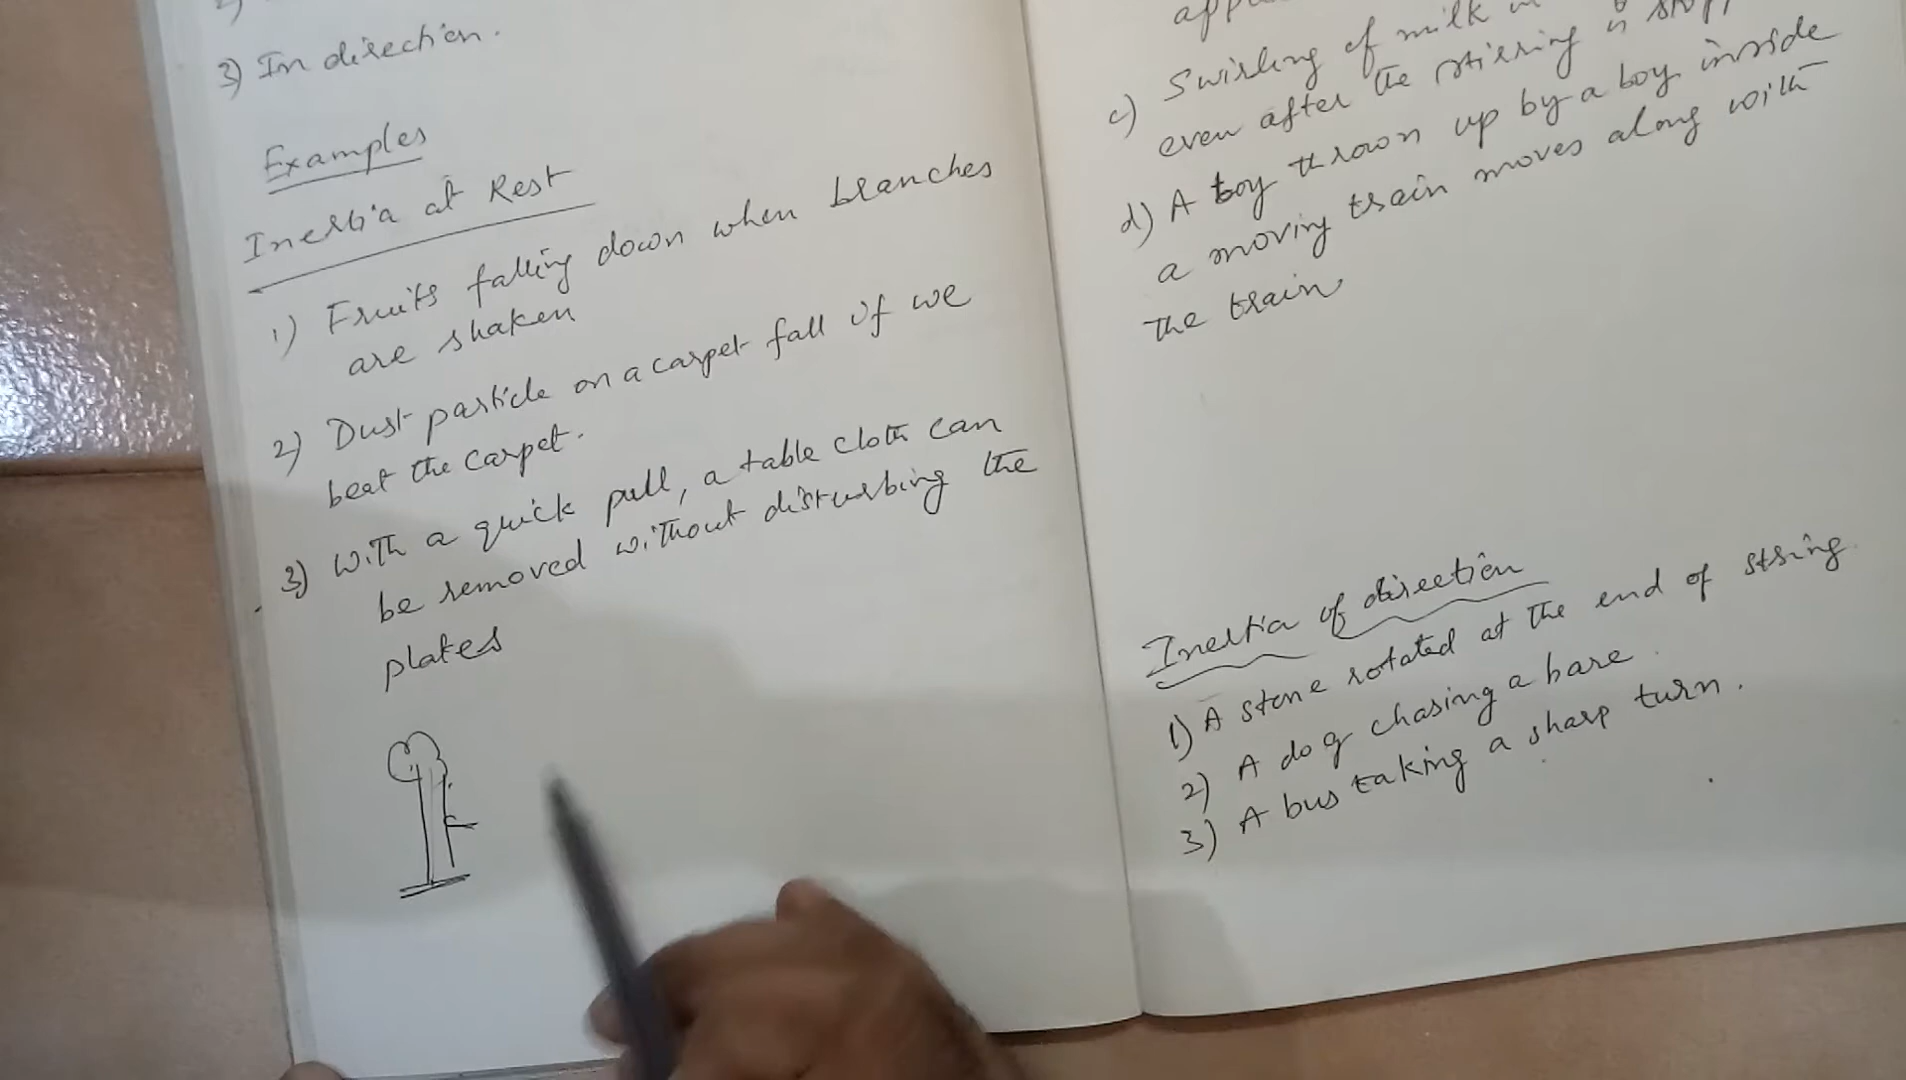 3) In direction.
Examples
Inertia at Rest
1) Fruits falling down when branches
are shaken
2) Dust particle on a carpet fall if we
beat the carpet.
3) With a quick pull, a table cloth can
be removed without disturbing the
plates
c) Swirling of milk
even after the stirring is
d) A toy thrown up by a boy inside
a moving train moves along with
the train
Inertia of direction
1) A stone rotated at the end of string
2) A dog chasing a hare.
3) A bus taking a sharp turn.